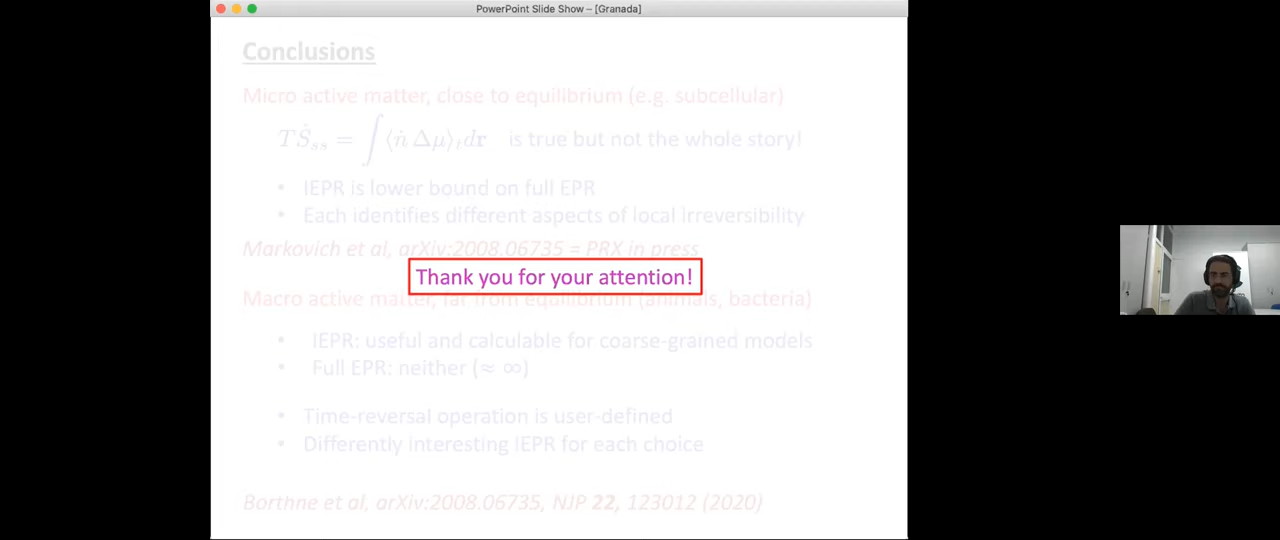 PowerPoint Slide Show – [Granada]
Conclusions
Micro active matter, close to equilibrium (e.g. subcellular)
TṠₛₛ = ∫⟨ṅ Δμ⟩ₜdr is true but not the whole story!
• IEPR is lower bound on full EPR
• Each identifies different aspects of local irreversibility
Markovich et al, arXiv:2008.06735 = PRX in press
Thank you for your attention!
Macro active matter, far from equilibrium (animals, bacteria)
• IEPR: useful and calculable for coarse-grained models
• Full EPR: neither (≈ ∞)
• Time-reversal operation is user-defined
• Differently interesting IEPR for each choice
Borthne et al, arXiv:2008.06735, NJP 22, 123012 (2020)